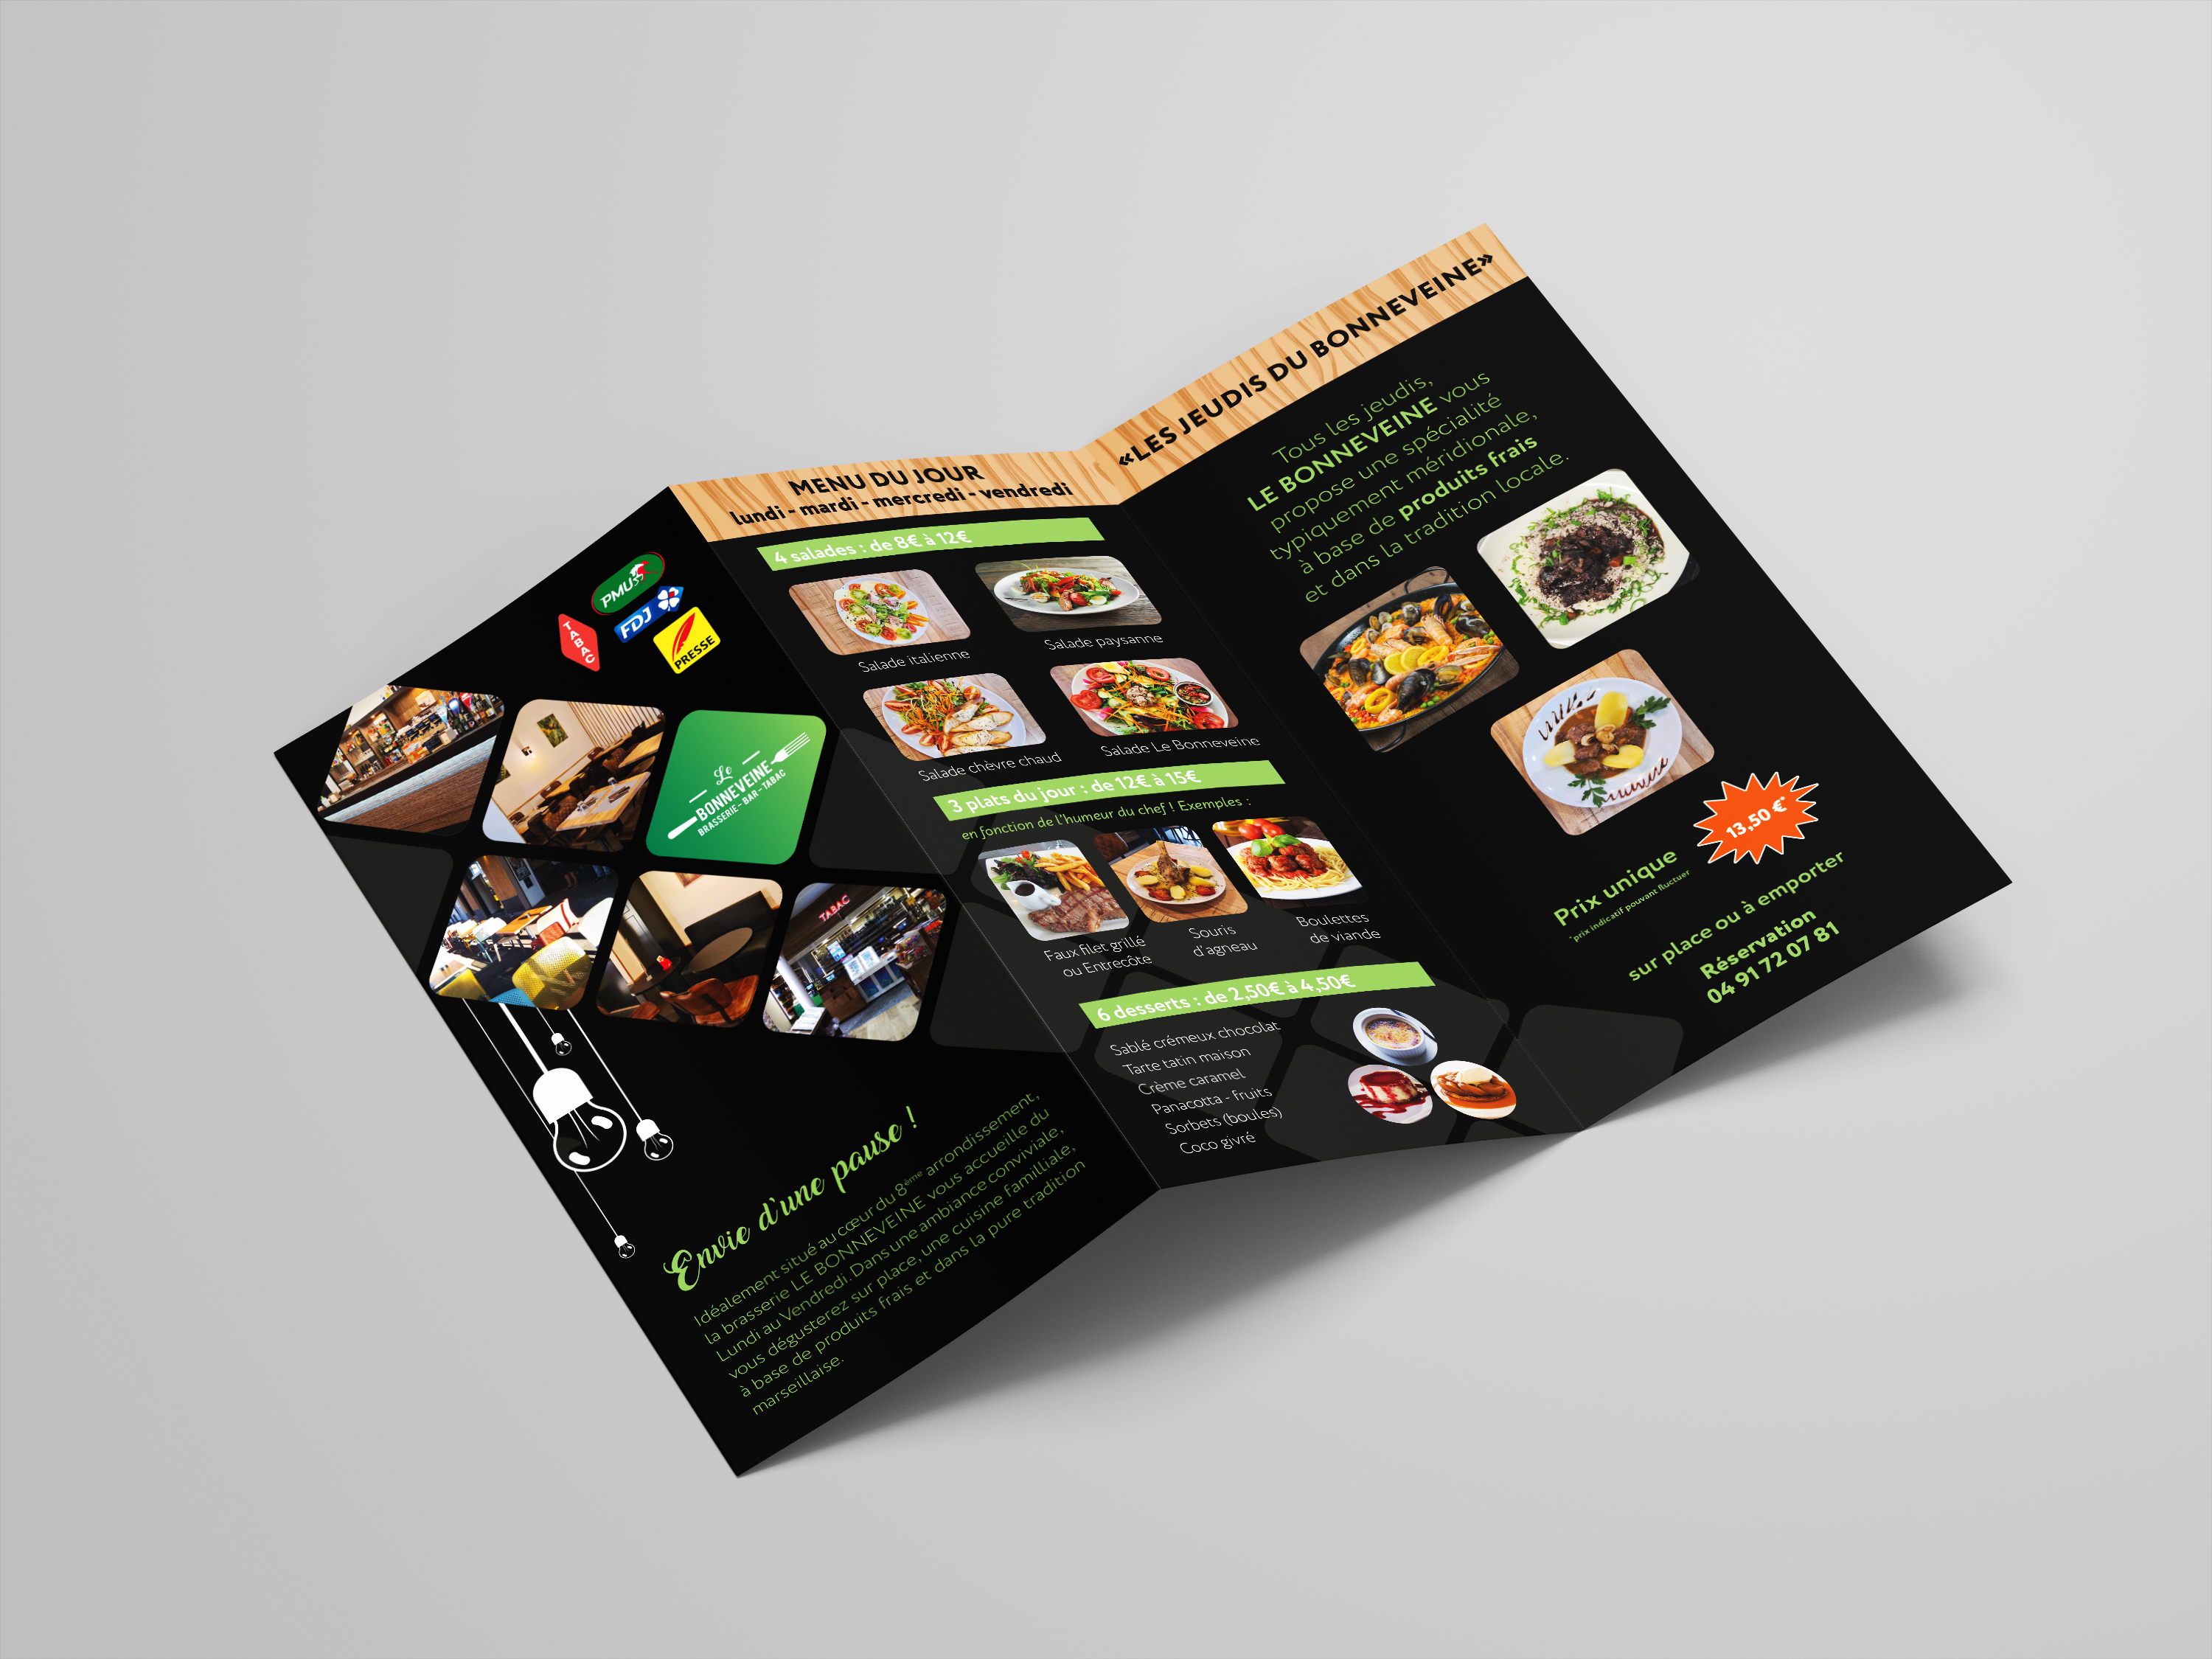 PMU
FDJ
TABAC
PRESSE
Le
BONNEVEINE
BRASSERIE - BAR - TABAC
TABAC
Envie d'une pause !
Idéalement situé au cœur du 8ème arrondissement,
la brasserie LE BONNEVEINE vous accueille du
Lundi au Vendredi. Dans une ambiance conviviale,
vous dégusterez sur place, une cuisine familliale,
à base de produits frais et dans la pure tradition
marseillaise.
MENU DU JOUR
lundi - mardi - mercredi - vendredi
4 salades : de 8€ à 12€
Salade italienne
Salade paysanne
Salade chèvre chaud
Salade Le Bonneveine
3 plats du jour : de 12€ à 15€
en fonction de l'humeur du chef ! Exemples :
Faux filet grillé
ou Entrecôte
Souris
d'agneau
Boulettes
de viande
6 desserts : de 2,50€ à 4,50€
Sablé crémeux chocolat
Tarte tatin maison
Crème caramel
Panacotta - fruits
Sorbets (boules)
Coco givré
«LES JEUDIS DU BONNEVEINE»
Tous les jeudis,
LE BONNEVEINE vous
propose une spécialité
typiquement méridionale,
à base de produits frais
et dans la tradition locale.
13,50 €*
Prix unique
*prix indicatif pouvant fluctuer
sur place ou à emporter
Réservation
04 91 72 07 81